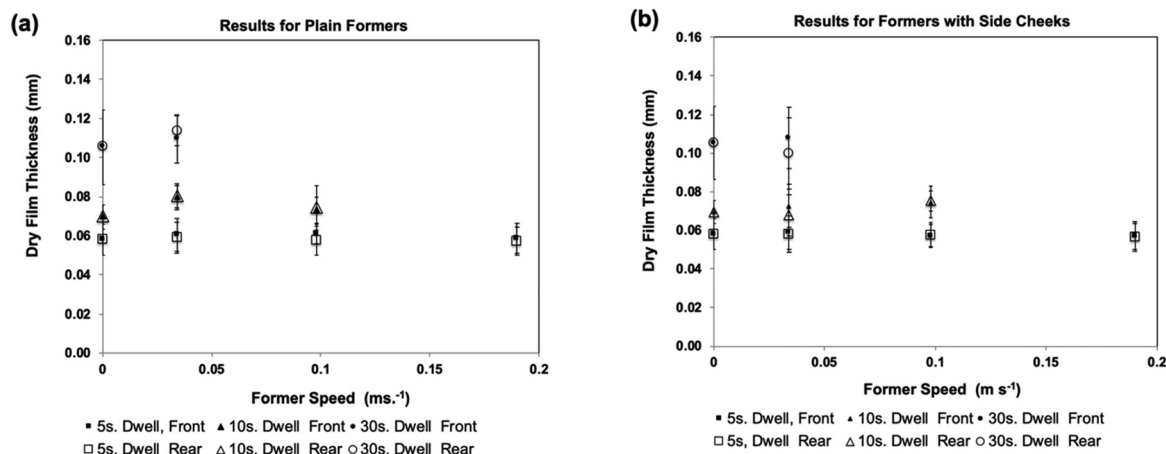 (a)
Results for Plain Formers
0.16
0.14
0.12
0.10
0.08
0.06
0.04
0.02
0.00
Dry Film Thickness (mm)
0
0.05
0.1
0.15
0.2
Former Speed (ms.-1)
5s. Dwell, Front 10s. Dwell Front 30s. Dwell Front
5s. Dwell Rear 10s. Dwell Rear 30s. Dwell Rear
(b)
Results for Formers with Side Cheeks
0.16
0.14
0.12
0.10
0.08
0.06
0.04
0.02
0.00
Dry Film Thickness (mm)
0
0.05
0.1
0.15
0.2
Former Speed (m s-1)
5s. Dwell, Front 10s. Dwell Front 30s. Dwell Front
5s, Dwell Rear 10s. Dwell Rear 30s. Dwell Rear